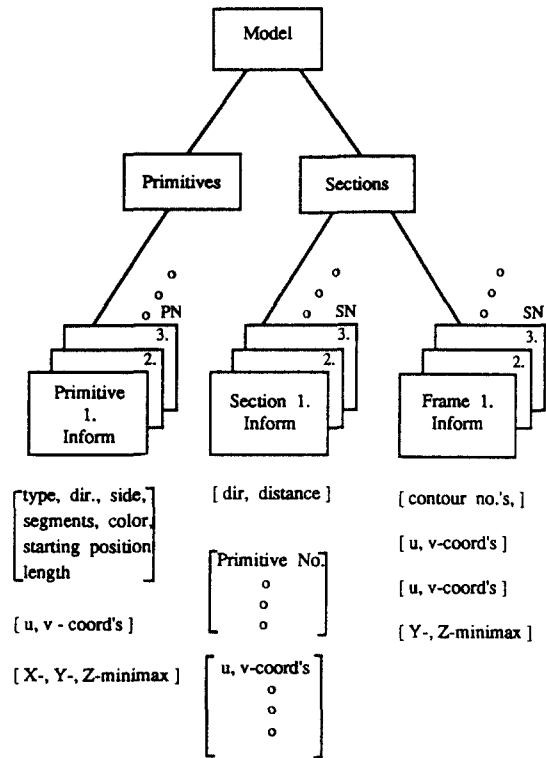 Model
Primitives
Sections
PN
3.
2.
Primitive
1.
Inform
SN
3.
2.
Section 1.
Inform
SN
3.
2.
Frame 1.
Inform
[type, dir., side,
segments, color,
starting position
length]
[ u, v - coord's ]
[ X-, Y-, Z-minimax ]
[ dir, distance ]
[Primitive No.
o
o
o]
[u, v-coord's
o
o
o]
[ contour no.'s, ]
[ u, v-coord's ]
[ u, v-coord's ]
[ Y-, Z-minimax ]